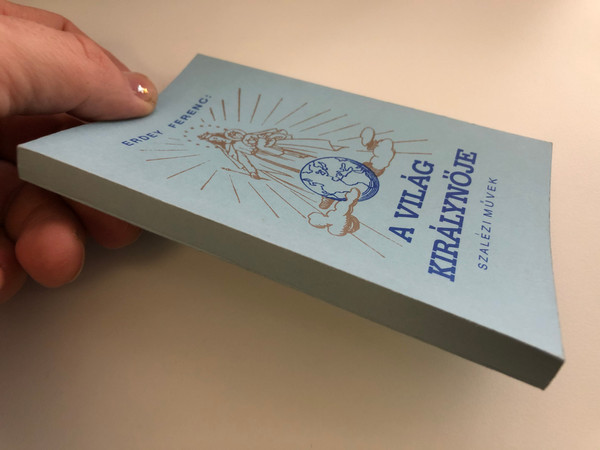 ERDEY FERENC:
A VILÁG
KIRÁLYNŐJE
SZALÉZI MŰVEK